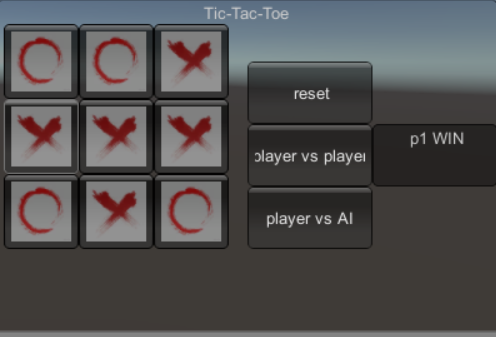 Tic-Tac-Toe
reset
player vs player
p1 WIN
player vs AI